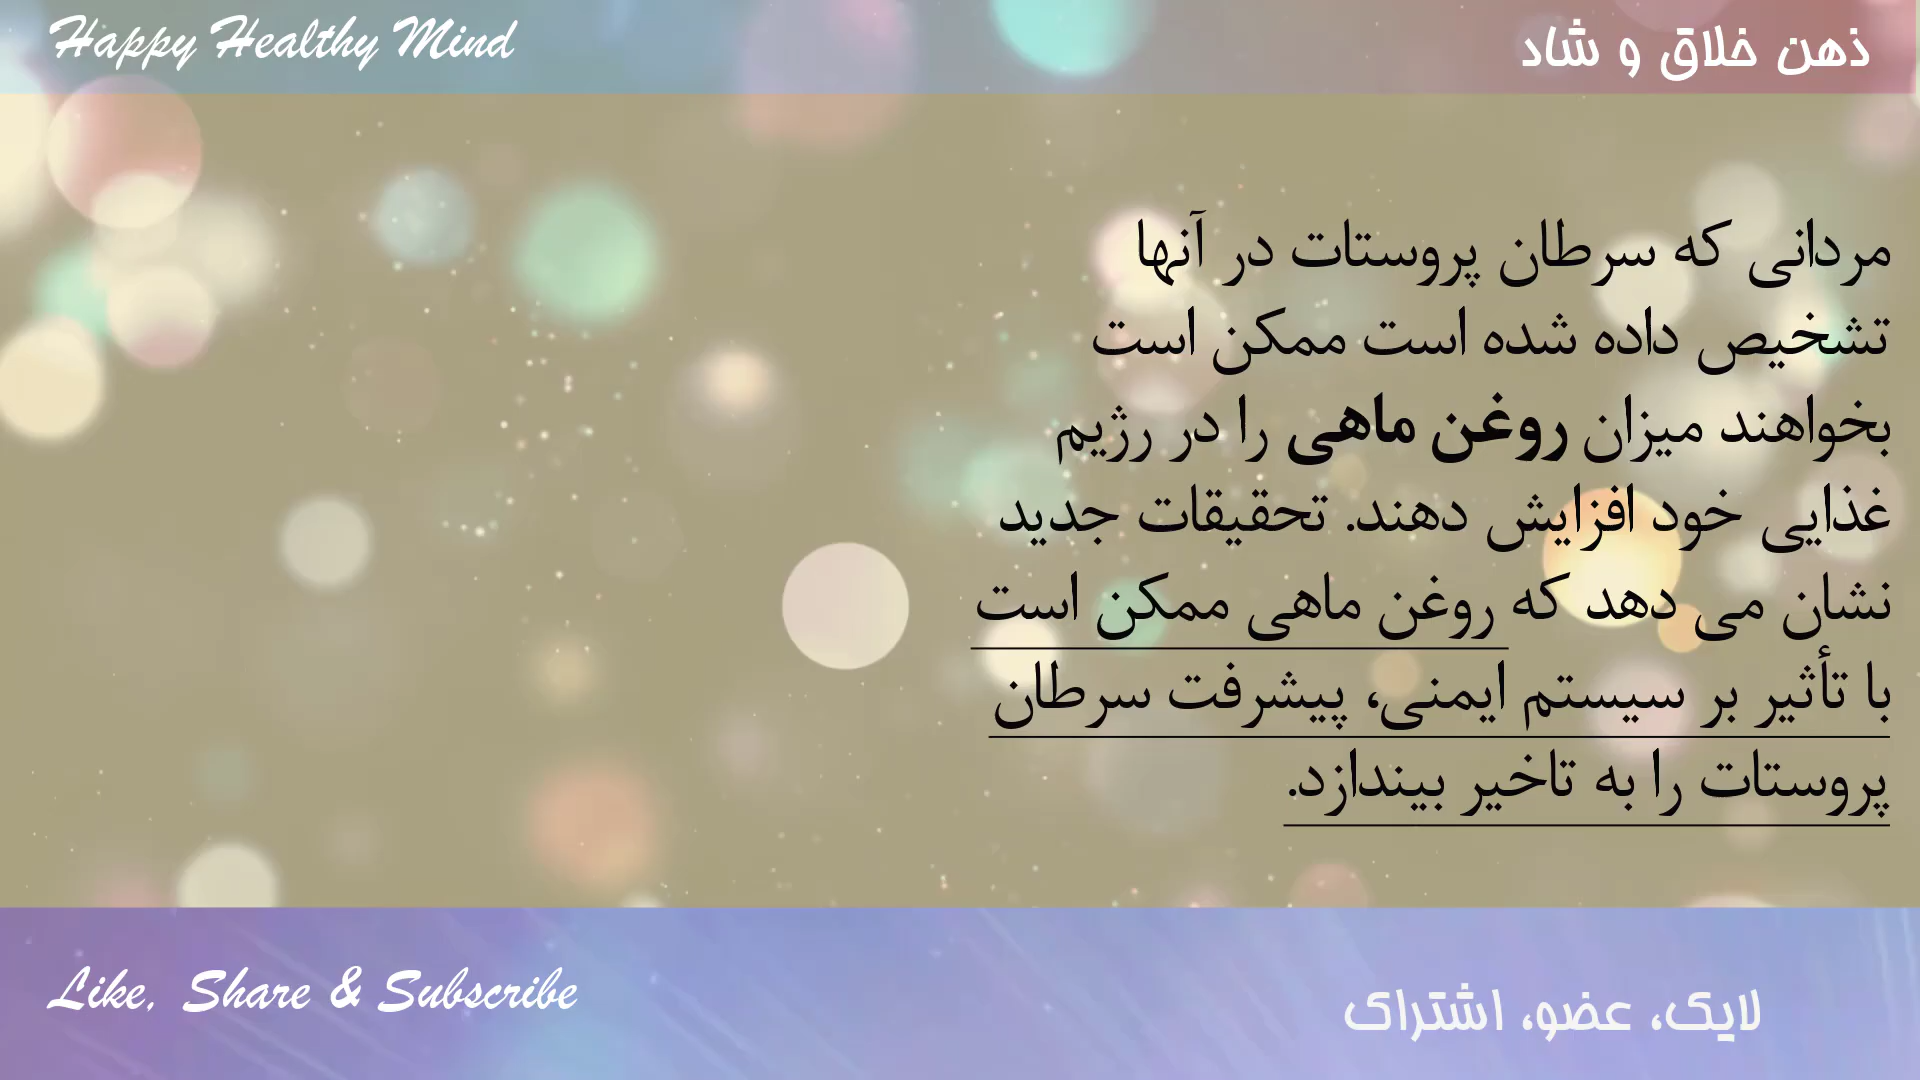 Happy Healthy Mind
ذهن خلاق و شاد
مردانی که سرطان پروستات در آنها
تشخیص داده شده است ممکن است
بخواهند میزان روغن ماهی را در رژیم
غذایی خود افزایش دهند. تحقیقات جدید
نشان می دهد که روغن ماهی ممکن است
با تأثیر بر سیستم ایمنی، پیشرفت سرطان
پروستات را به تاخیر بیندازد.
Like, Share & Subscribe
لایک، عضو، اشتراک